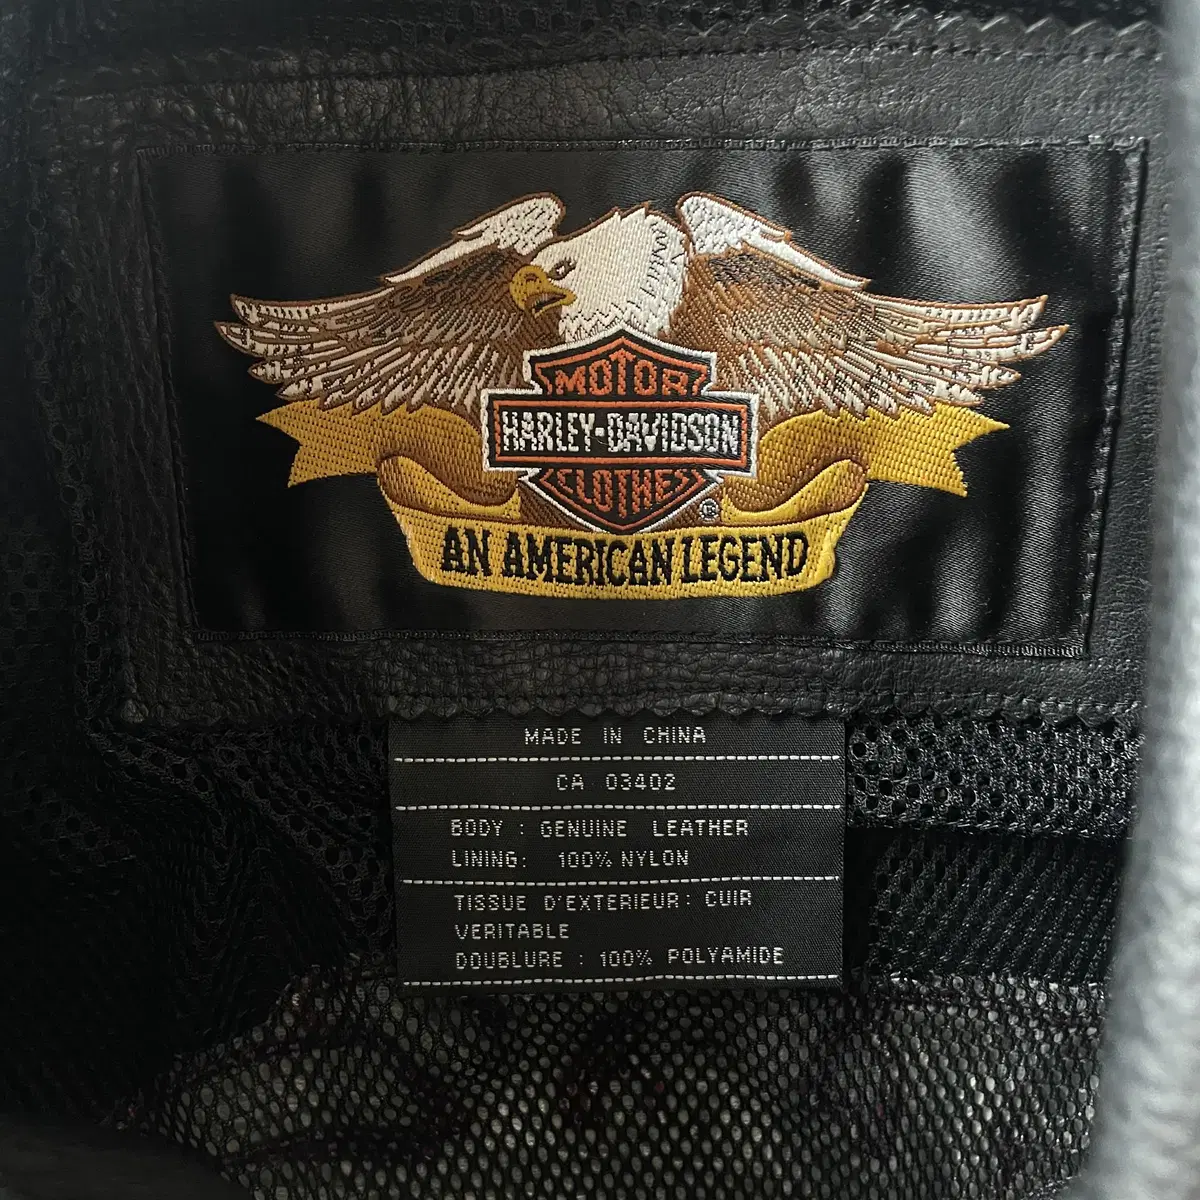 MOTOR
HARLEY-DAVIDSON
CLOTHES
®
AN AMERICAN LEGEND
MADE IN CHINA
CA 03402
BODY : GENUINE LEATHER
LINING: 100% NYLON
TISSUE D'EXTERIEUR: CUIR
VERITABLE
DOUBLURE : 100% POLYAMIDE